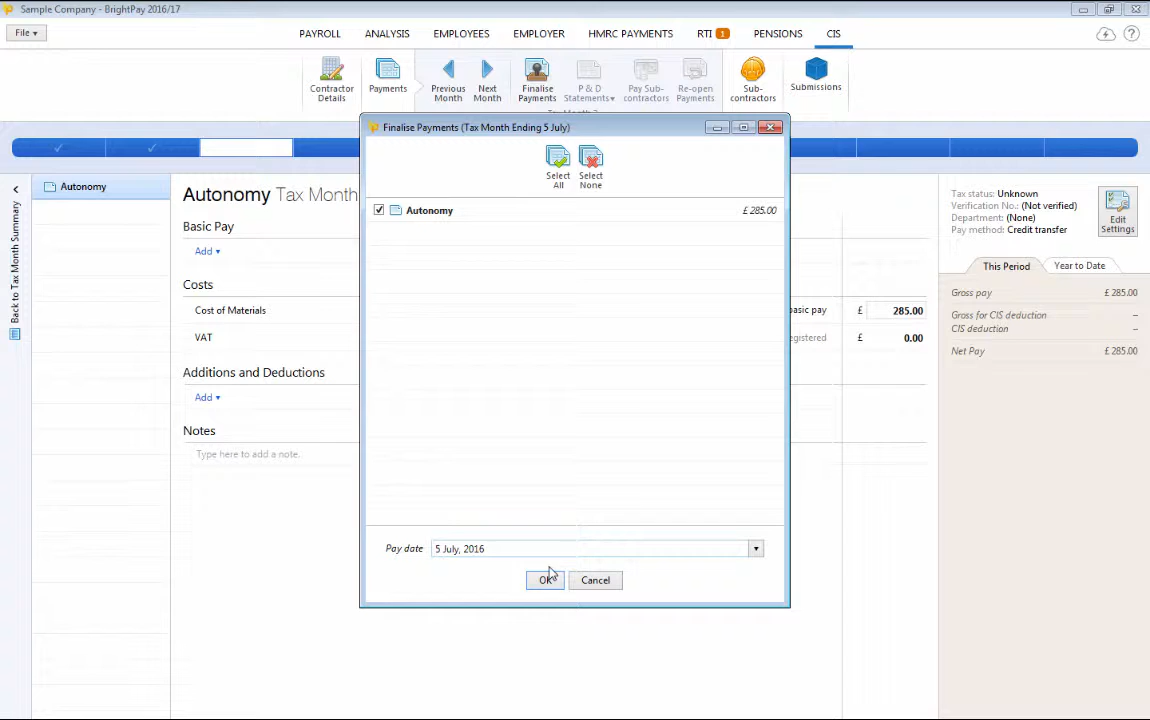 Sample Company - BrightPay 2016/17
File
PAYROLL
ANALYSIS
EMPLOYEES
EMPLOYER
HMRC PAYMENTS
RTI 1
PENSIONS
CIS
Contractor
Details
Payments
Previous
Month
Next
Month
Finalise
Payments
P & D
Statements
Pay Sub-
contractors
Re-open
Payments
Sub-
contractors
Submissions
Finalise Payments (Tax Month Ending 5 July)
Select
All
Select
None
Autonomy £ 285.00
Pay date 5 July, 2016
OK
Cancel
Back to Tax Month Summary
Autonomy
Autonomy Tax Month
Basic Pay
Add
Costs
Cost of Materials
basic pay £ 285.00
VAT
registered £ 0.00
Additions and Deductions
Add
Notes
Type here to add a note.
Tax status: Unknown
Verification No.: (Not verified)
Department: (None)
Pay method: Credit transfer
Edit
Settings
This Period
Year to Date
Gross pay £ 285.00
Gross for CIS deduction –
CIS deduction –
Net Pay £ 285.00